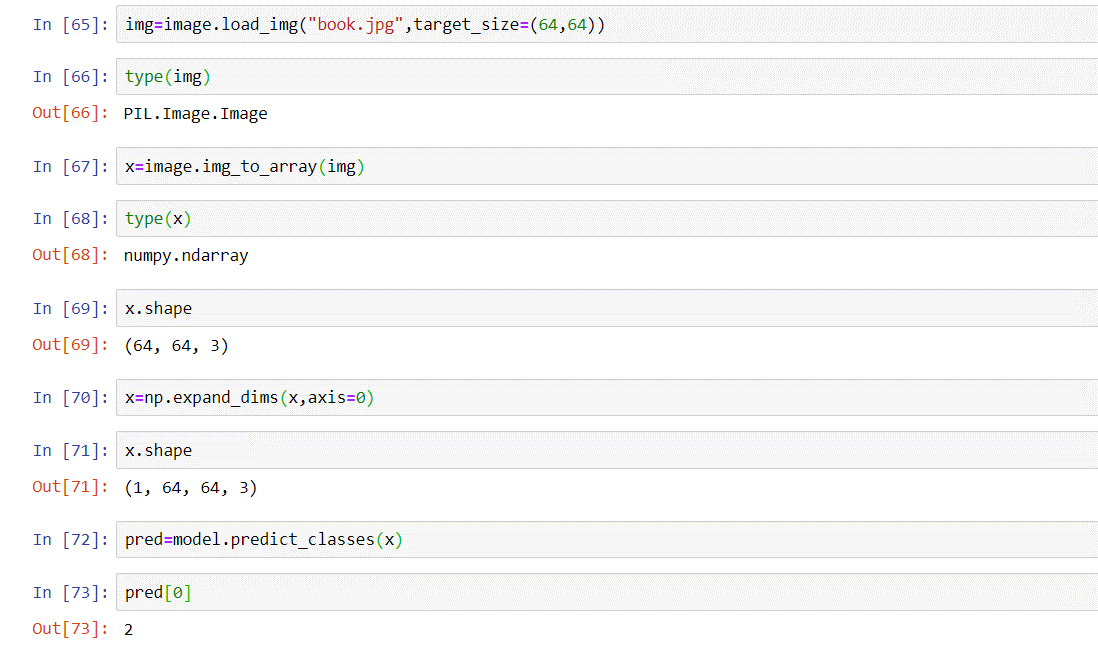 In [65]: img=image.load_img("book.jpg",target_size=(64,64))
In [66]: type(img)
Out[66]: PIL.Image.Image
In [67]: x=image.img_to_array(img)
In [68]: type(x)
Out[68]: numpy.ndarray
In [69]: x.shape
Out[69]: (64, 64, 3)
In [70]: x=np.expand_dims(x,axis=0)
In [71]: x.shape
Out[71]: (1, 64, 64, 3)
In [72]: pred=model.predict_classes(x)
In [73]: pred[0]
Out[73]: 2